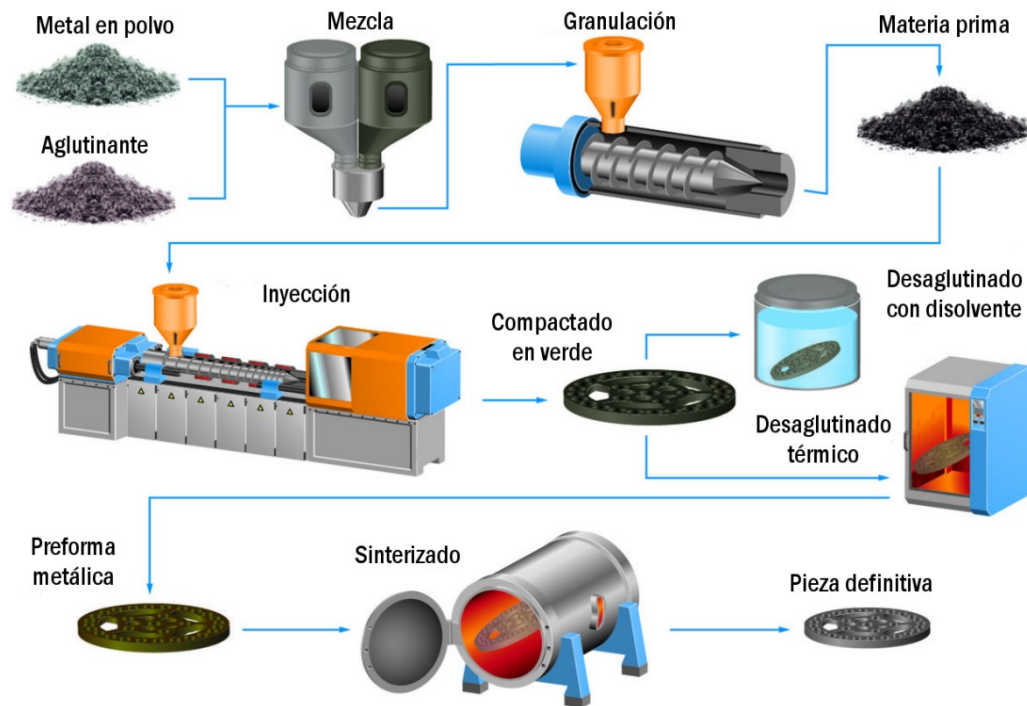 Metal en polvo
Mezcla
Granulación
Materia prima
Aglutinante
Inyección
Compactado
en verde
Desaglutinado
con disolvente
Desaglutinado
térmico
Preforma
metálica
Sinterizado
Pieza definitiva